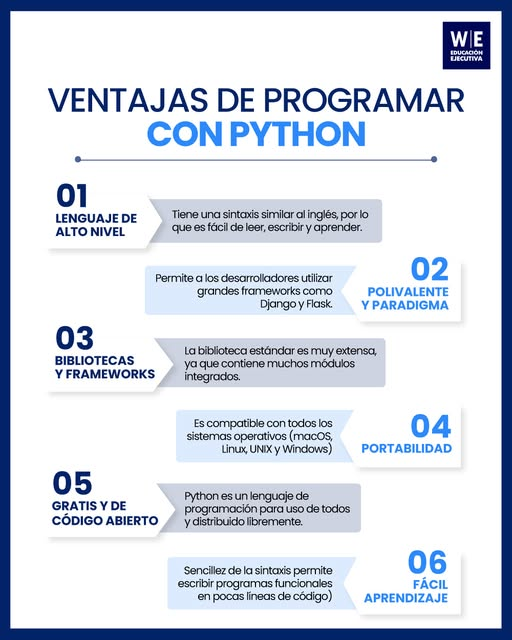 W|E
EDUCACIÓN
EJECUTIVA
VENTAJAS DE PROGRAMAR
CON PYTHON
01
LENGUAJE DE
ALTO NIVEL
Tiene una sintaxis similar al inglés, por lo
que es fácil de leer, escribir y aprender.
02
POLIVALENTE
Y PARADIGMA
Permite a los desarrolladores utilizar
grandes frameworks como
Django y Flask.
03
BIBLIOTECAS
Y FRAMEWORKS
La biblioteca estándar es muy extensa,
ya que contiene muchos módulos
integrados.
04
PORTABILIDAD
Es compatible con todos los
sistemas operativos (macOS,
Linux, UNIX y Windows)
05
GRATIS Y DE
CÓDIGO ABIERTO
Python es un lenguaje de
programación para uso de todos
y distribuido libremente.
06
FÁCIL
APRENDIZAJE
Sencillez de la sintaxis permite
escribir programas funcionales
en pocas líneas de código)